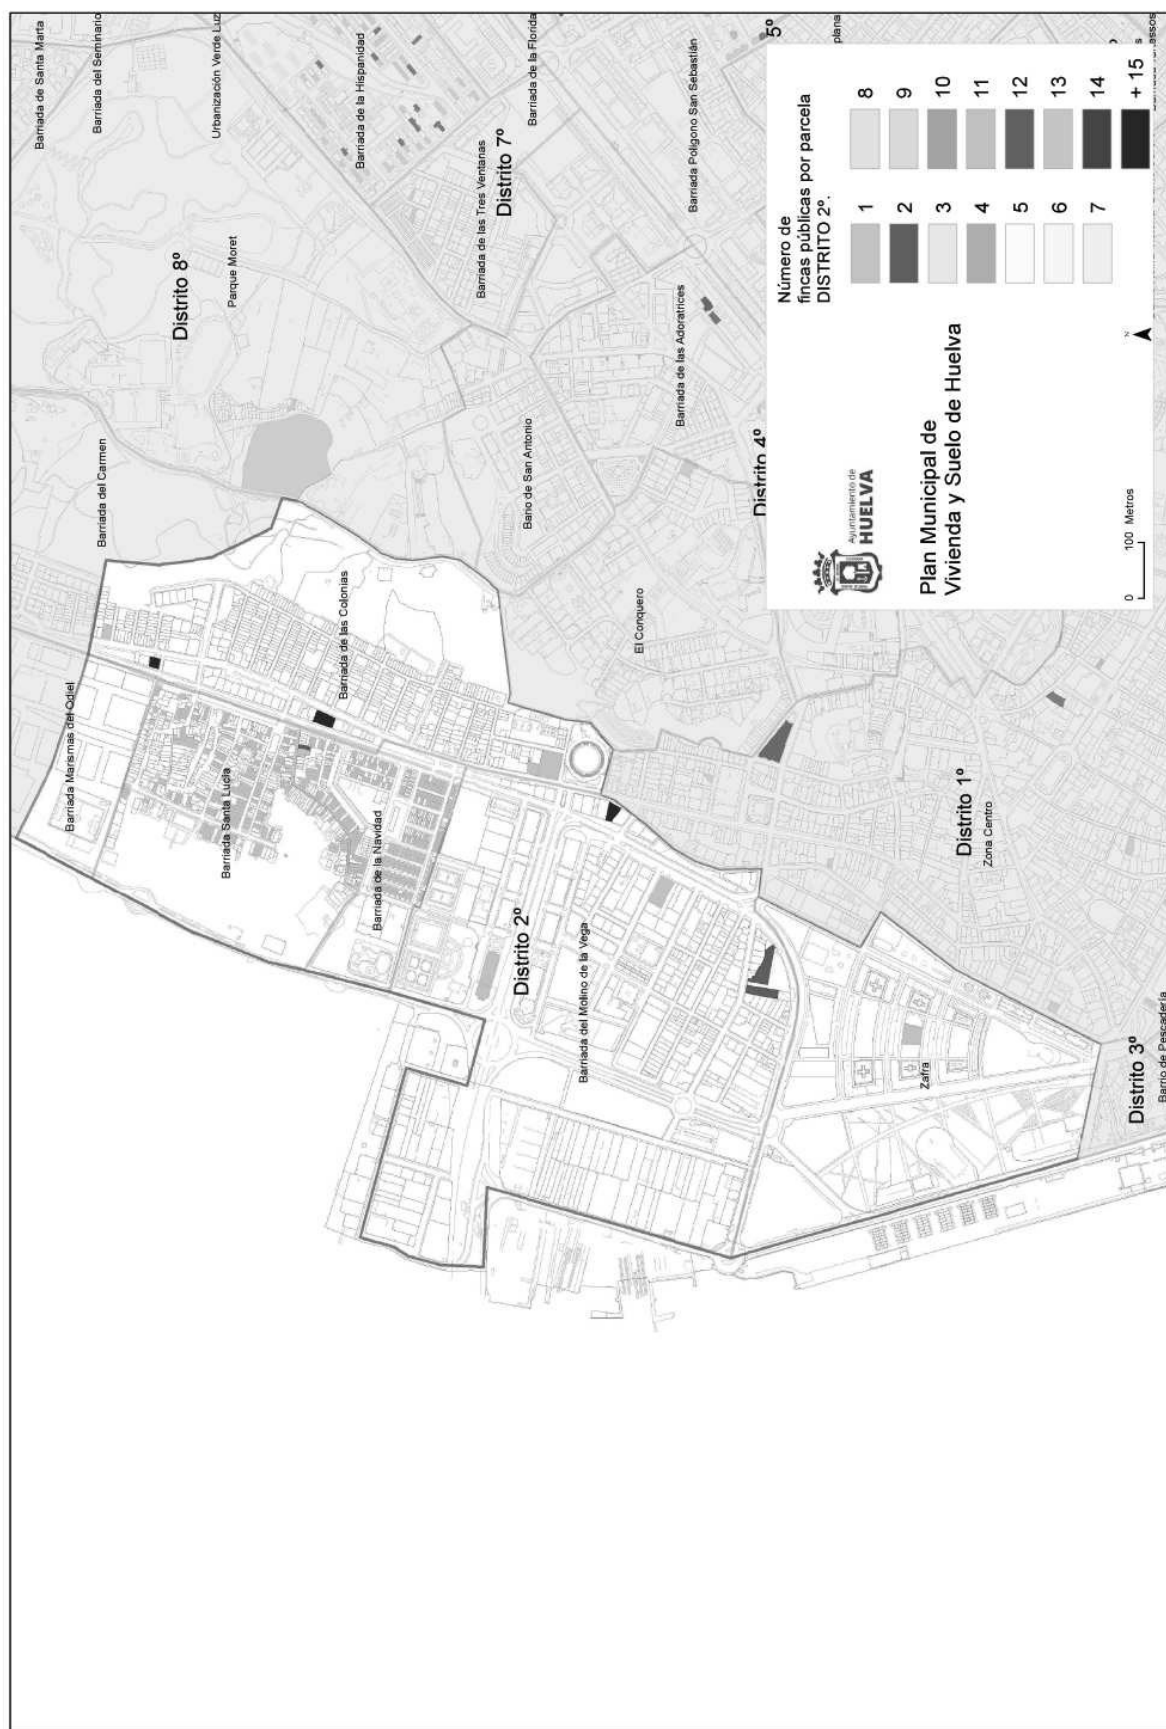 Barriada de Santa Marta
Barriada del Seminario
Urbanización Verde Luz
Barriada de la Hispanidad
Barriada de la Florida
Barriada de las Tres Ventanas
Distrito 7º
Barriada Polígono San Sebastián
5º
plana
Distrito 8º
Parque Moret
Barriada de las Adoratrices
Barriada del Carmen
Barrio de San Antonio
Distrito 4º
El Conquero
Barriada de las Colonias
Barriada Marismas del Odiel
Barriada Santa Lucía
Barriada de la Navidad
Distrito 2º
Barriada del Molino de la Vega
Distrito 1º
Zona Centro
Zafra
Distrito 3º
Barrio de Pescadería
Número de
fincas públicas por parcela
DISTRITO 2º.
1
2
3
4
5
6
7
8
9
10
11
12
13
14
+ 15
Ayuntamiento de
HUELVA
Plan Municipal de
Vivienda y Suelo de Huelva
N
0 100 Metros